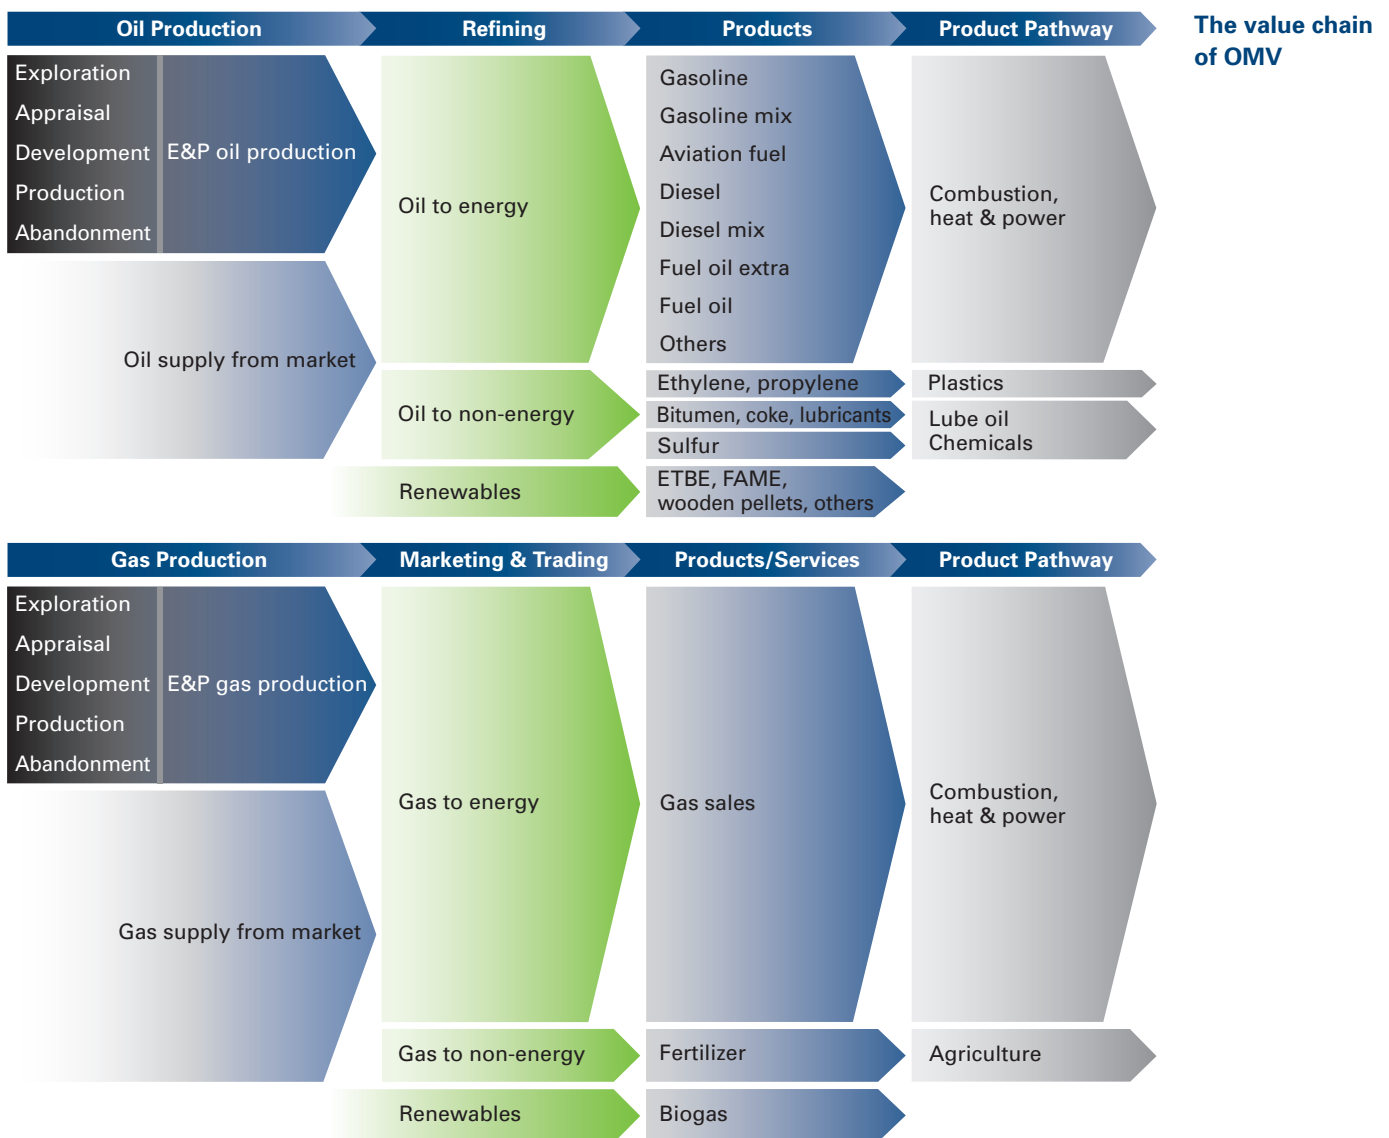 Oil Production
Refining
Products
Product Pathway
The value chain
of OMV
Exploration
Appraisal
Development
Production
Abandonment
E&P oil production
Oil supply from market
Oil to energy
Oil to non-energy
Renewables
Gasoline
Gasoline mix
Aviation fuel
Diesel
Diesel mix
Fuel oil extra
Fuel oil
Others
Ethylene, propylene
Bitumen, coke, lubricants
Sulfur
ETBE, FAME,
wooden pellets, others
Combustion,
heat & power
Plastics
Lube oil
Chemicals
Gas Production
Marketing & Trading
Products/Services
Product Pathway
Exploration
Appraisal
Development
Production
Abandonment
E&P gas production
Gas supply from market
Gas to energy
Gas to non-energy
Renewables
Gas sales
Fertilizer
Biogas
Combustion,
heat & power
Agriculture